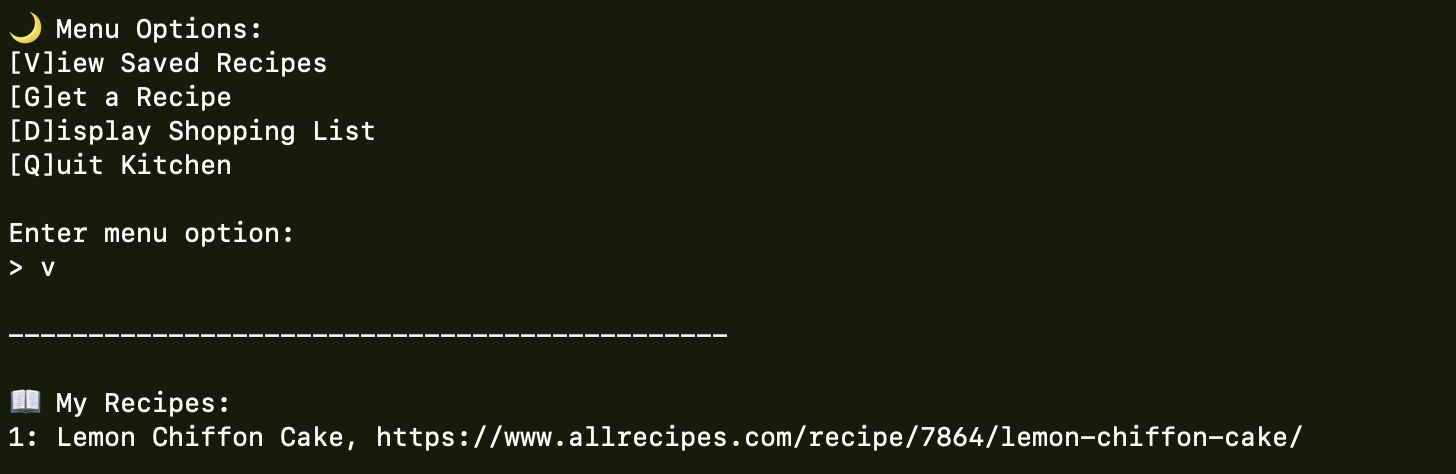 🌙 Menu Options:
[V]iew Saved Recipes
[G]et a Recipe
[D]isplay Shopping List
[Q]uit Kitchen
Enter menu option:
> v
_____________________________________________
📖 My Recipes:
1: Lemon Chiffon Cake, https://www.allrecipes.com/recipe/7864/lemon-chiffon-cake/